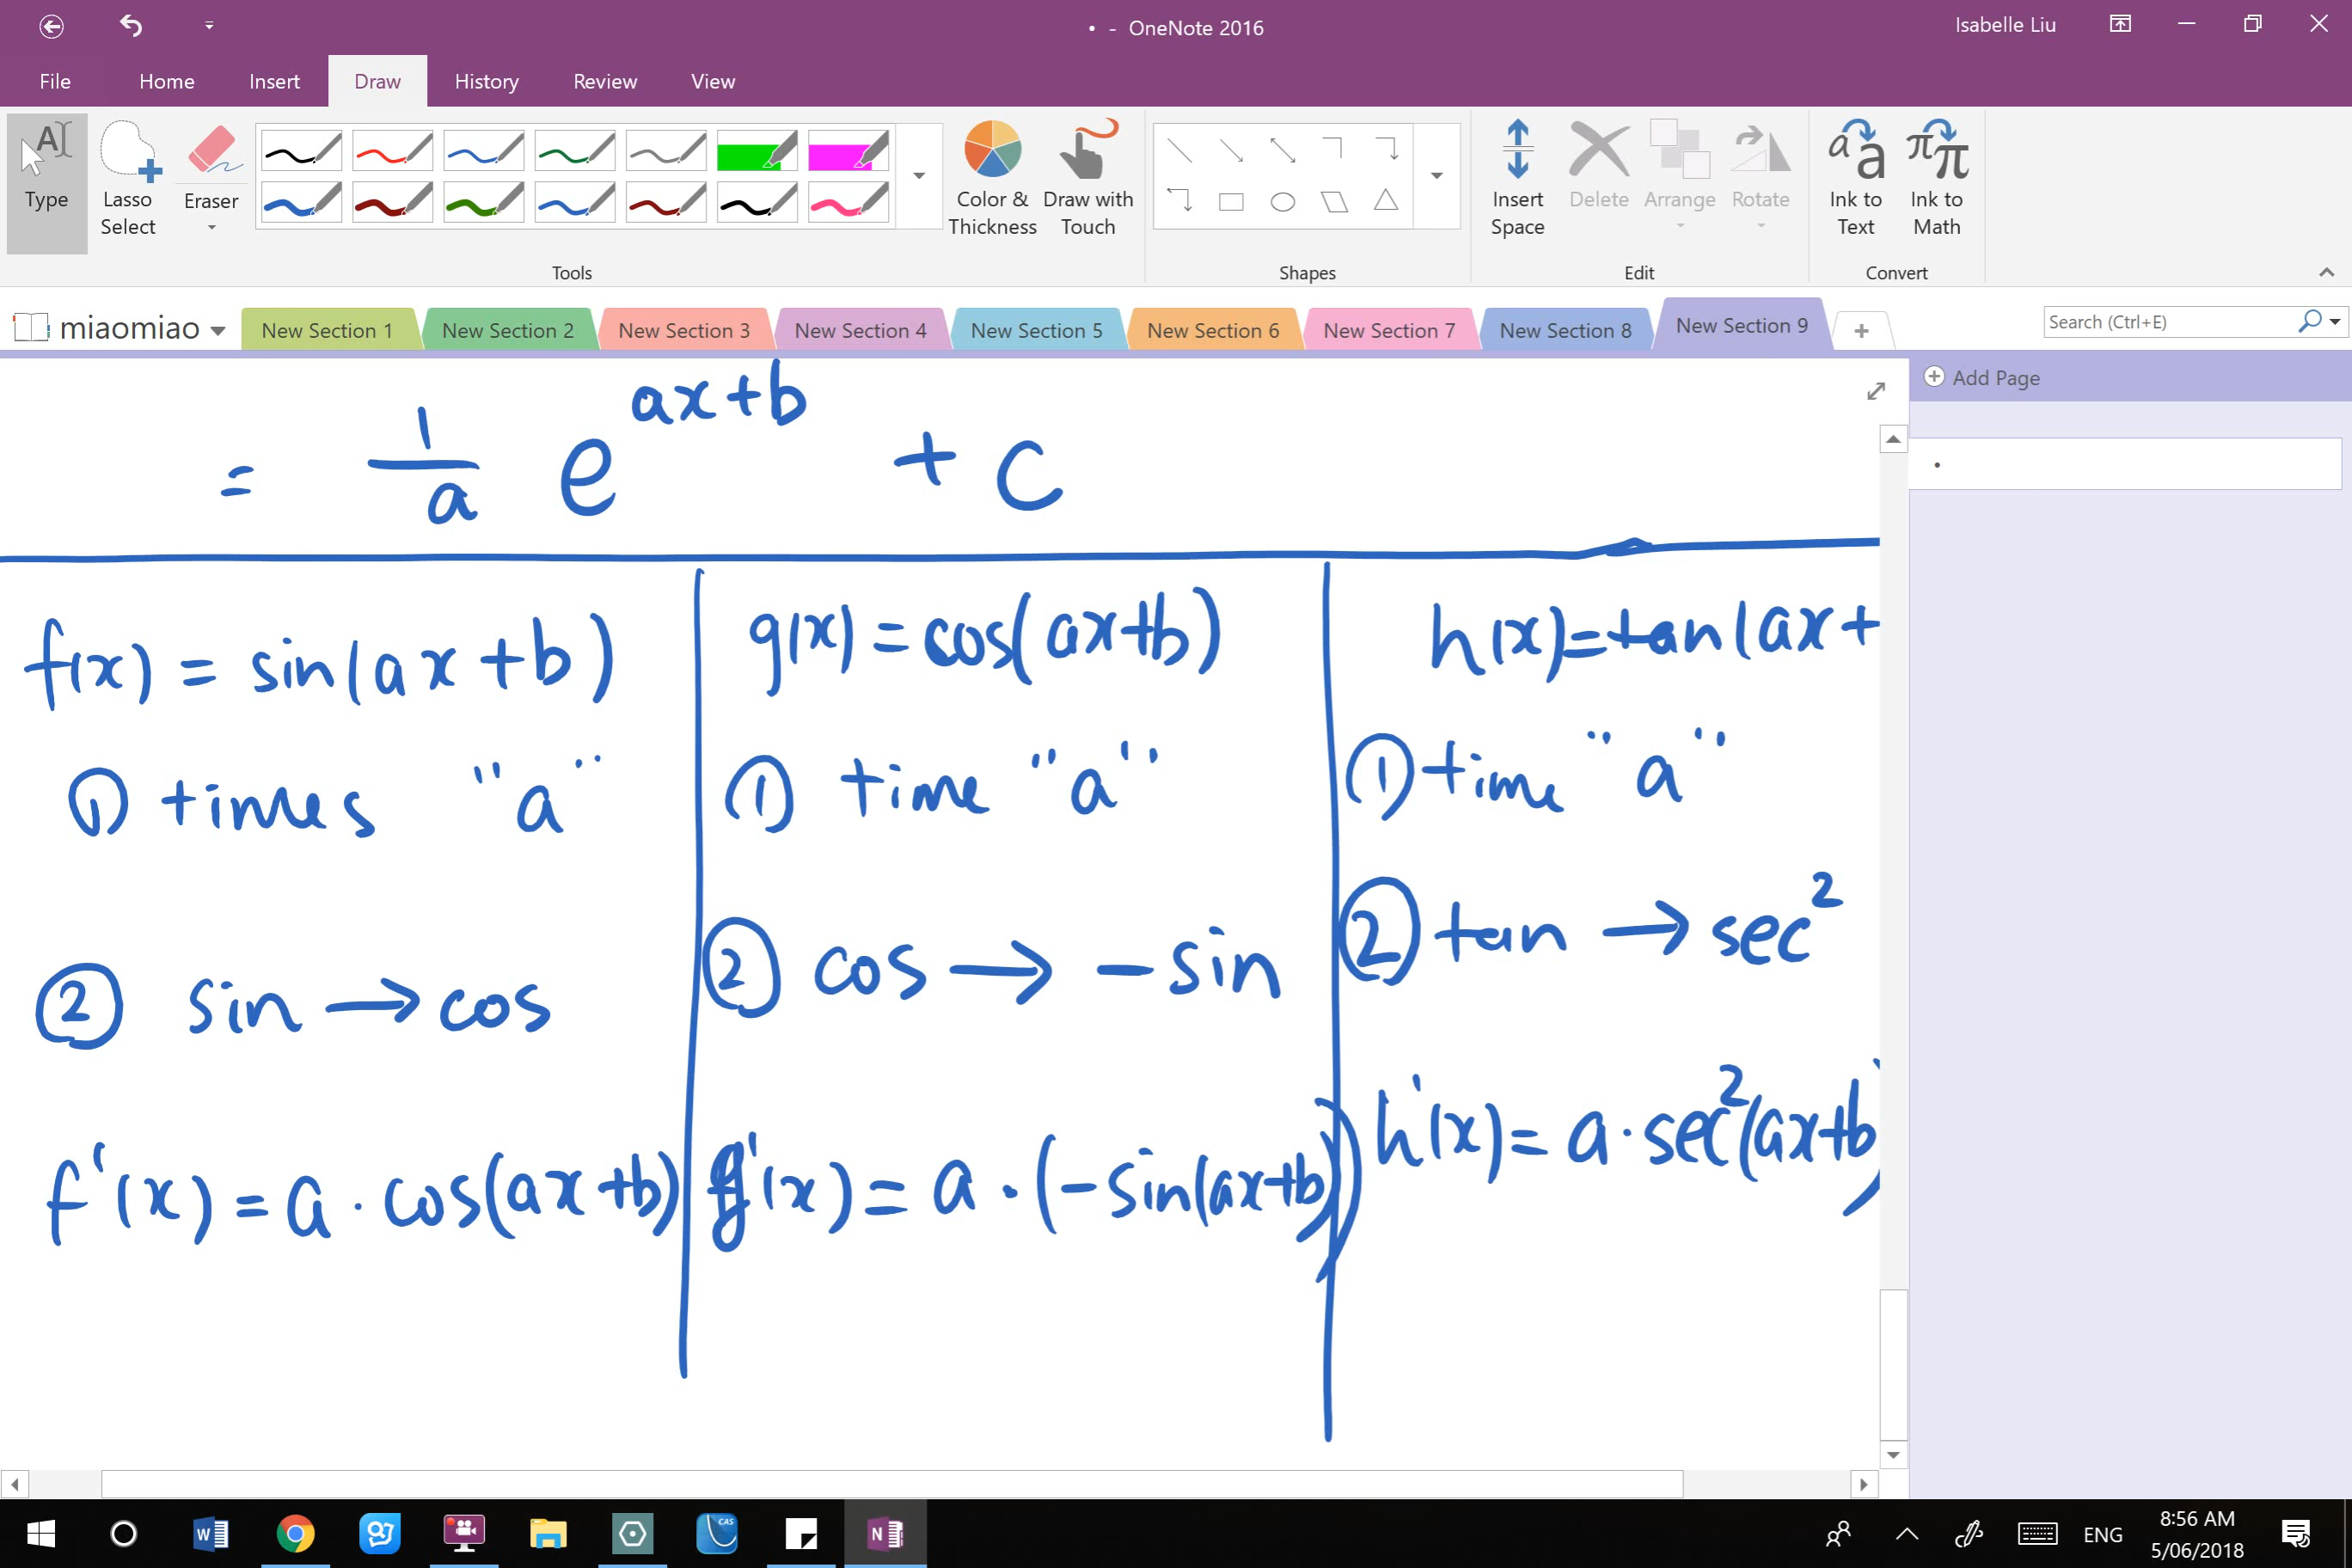 - OneNote 2016
Isabelle Liu
File Home Insert Draw History Review View
Type
Lasso Select
Eraser
Color & Thickness
Draw with Touch
Insert Space
Delete
Arrange
Rotate
Ink to Text
Ink to Math
Tools Shapes Edit Convert
miaomiao New Section 1 New Section 2 New Section 3 New Section 4 New Section 5 New Section 6 New Section 7 New Section 8 New Section 9 +
Search (Ctrl+E)
Add Page
= 1/a e^(ax+b) + c
f(x) = sin(ax+b)
① times "a"
② sin → cos
f'(x) = a · cos(ax+b)
g(x) = cos(ax+b)
① time "a"
② cos → -sin
g'(x) = a · (-sin(ax+b))
h(x)=tan(ax+
① time "a"
② tan → sec²
h'(x) = a · sec²(ax+b)
CAS
ENG
8:56 AM
5/06/2018